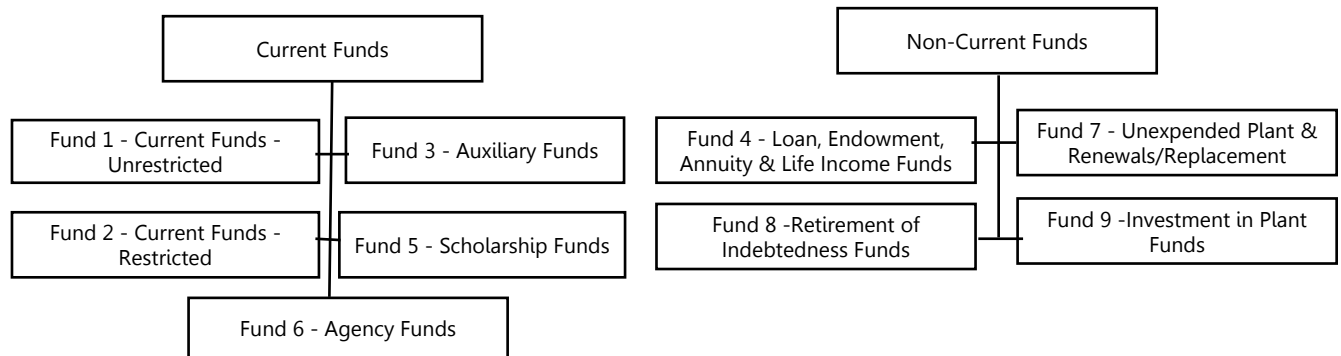 Current Funds
Fund 1 - Current Funds -
Unrestricted
Fund 3 - Auxiliary Funds
Fund 2 - Current Funds -
Restricted
Fund 5 - Scholarship Funds
Fund 6 - Agency Funds
Non-Current Funds
Fund 4 - Loan, Endowment,
Annuity & Life Income Funds
Fund 7 - Unexpended Plant &
Renewals/Replacement
Fund 8 -Retirement of
Indebtedness Funds
Fund 9 -Investment in Plant
Funds